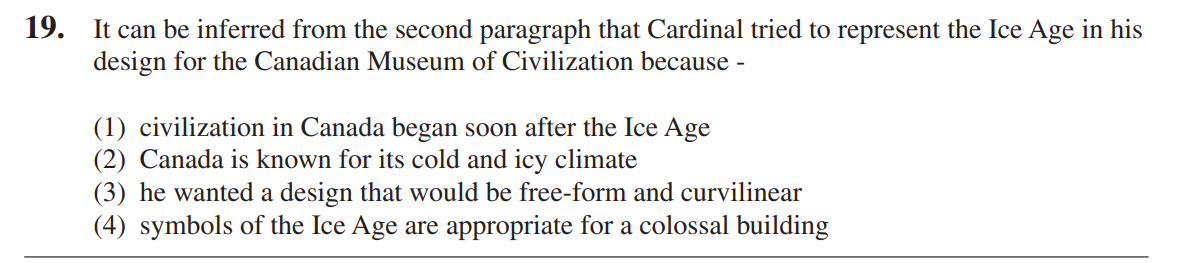 19. It can be inferred from the second paragraph that Cardinal tried to represent the Ice Age in his
design for the Canadian Museum of Civilization because -
(1) civilization in Canada began soon after the Ice Age
(2) Canada is known for its cold and icy climate
(3) he wanted a design that would be free-form and curvilinear
(4) symbols of the Ice Age are appropriate for a colossal building